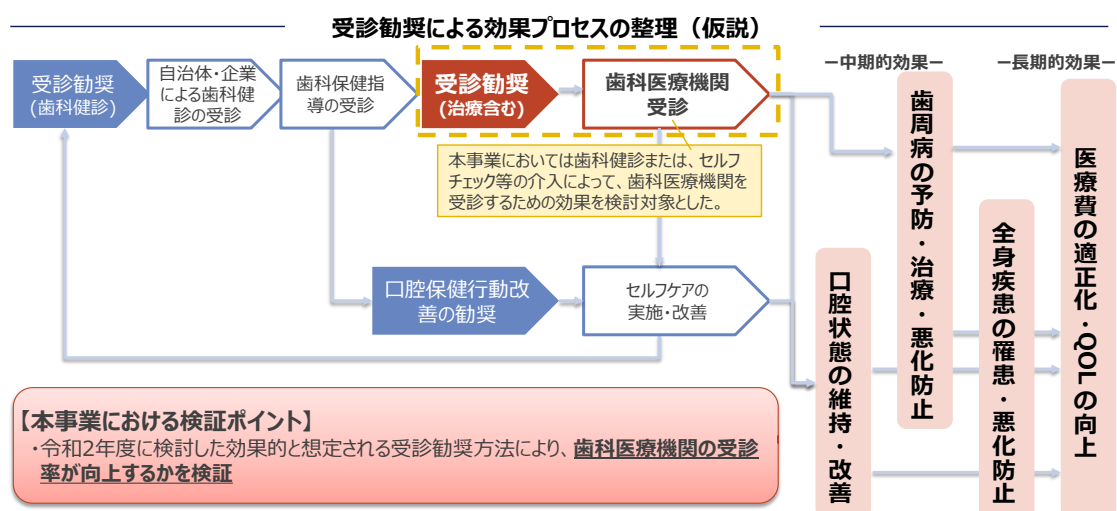 受診勧奨による効果プロセスの整理（仮説）
－中期的効果－
－長期的効果－
受診勧奨
(歯科健診)
自治体・企業
による歯科健
診の受診
歯科保健指
導の受診
受診勧奨
(治療含む)
歯科医療機関
受診
本事業においては歯科健診または、セルフ
チェック等の介入によって、歯科医療機関を
受診するための効果を検討対象とした。
口腔保健行動改
善の勧奨
セルフケアの
実施・改善
口腔状態の維持・改善
歯周病の予防・治療・悪化防止
全身疾患の罹患・悪化防止
医療費の適正化・QOLの向上
【本事業における検証ポイント】
・令和2年度に検討した効果的と想定される受診勧奨方法により、歯科医療機関の受診
率が向上するかを検証